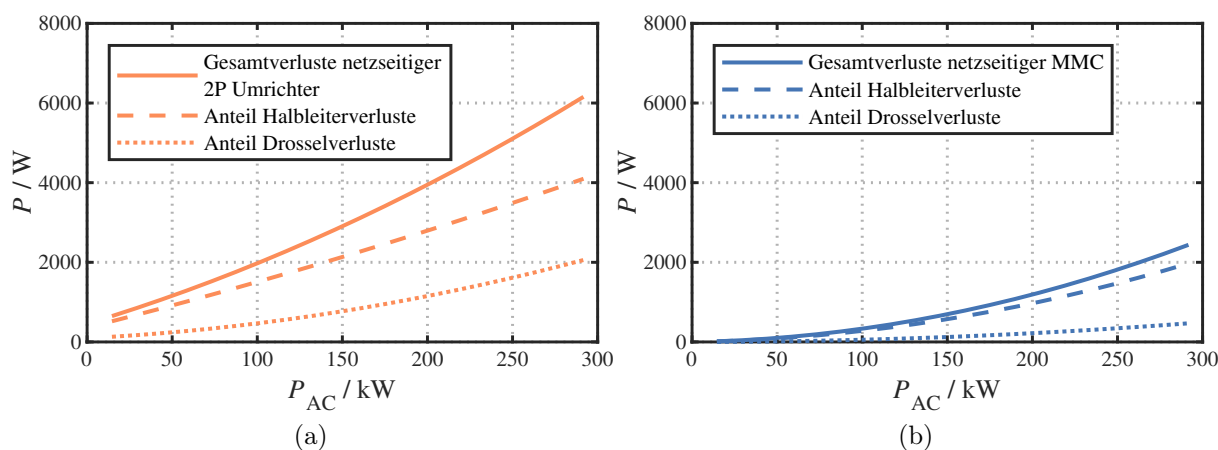 8000
6000
4000
2000
0
P / W
Gesamtverluste netzseitiger
2P Umrichter
Anteil Halbleiterverluste
Anteil Drosselverluste
0 50 100 150 200 250 300
P_AC / kW
(a)
8000
6000
4000
2000
0
P / W
Gesamtverluste netzseitiger MMC
Anteil Halbleiterverluste
Anteil Drosselverluste
0 50 100 150 200 250 300
P_AC / kW
(b)